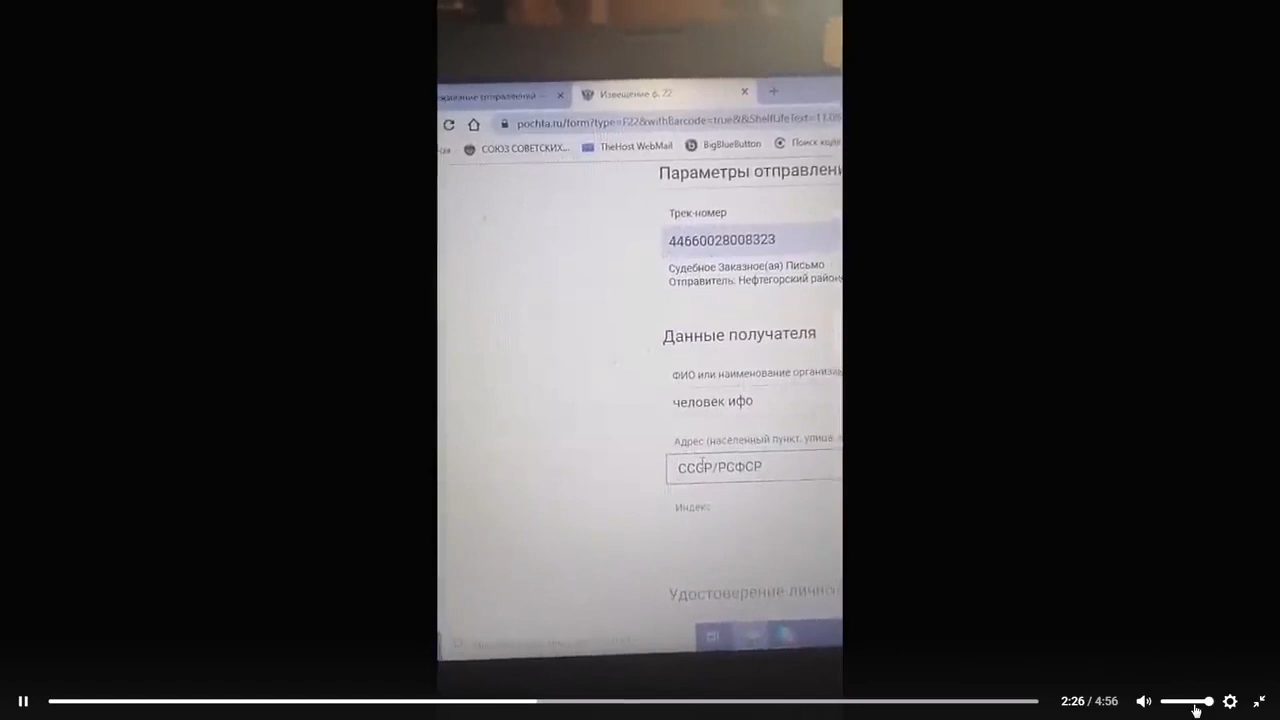 Извещение ф. 22
pochta.ru/form?type=F22&withBarcode=true&&ShelfLifeText=
СОЮЗ СОВЕТСКИХ... TheHost WebMail BigBlueButton Поиск
Параметры отправлени
Трек-номер
44660028008323
Судебное Заказное(ая) Письмо
Отправитель: Нефтегорский район
Данные получателя
ФИО или наименование организа
человек ифо
Адрес (населенный пункт, улица,
СССР/РСФСР
Индекс
Удостоверение лично
2:26 / 4:56